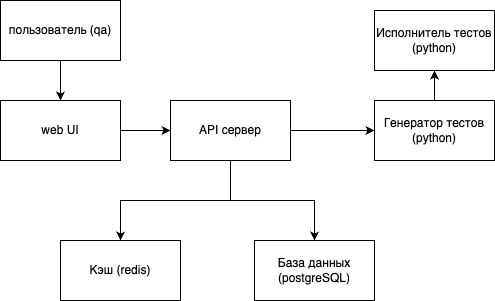 пользователь (qa)
Исполнитель тестов
(python)
web UI
API сервер
Генератор тестов
(python)
Кэш (redis)
База данных
(postgreSQL)